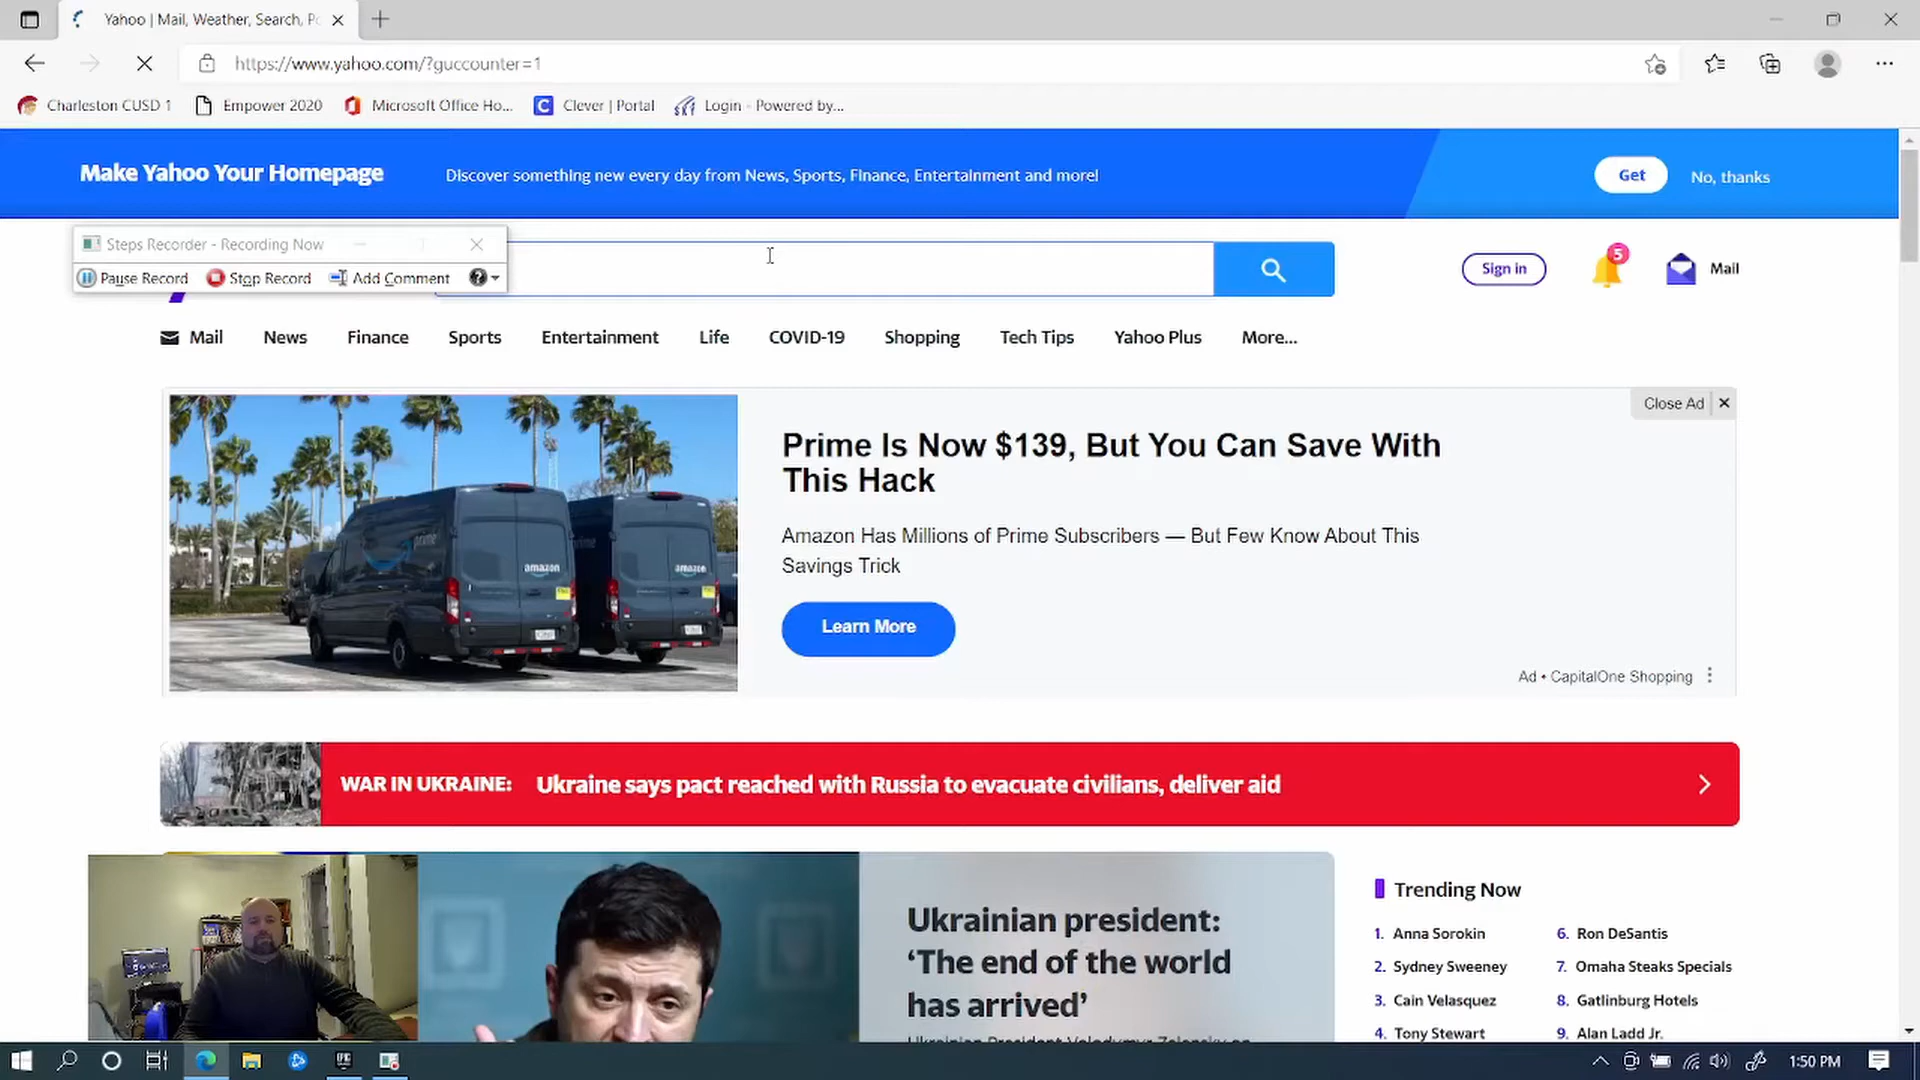 Yahoo | Mail, Weather, Search, Po
https://www.yahoo.com/?guccounter=1
Charleston CUSD 1
Empower 2020
Microsoft Office Ho...
Clever | Portal
Login - Powered by...
Make Yahoo Your Homepage
Discover something new every day from News, Sports, Finance, Entertainment and more!
Get
No, thanks
Steps Recorder - Recording Now
Pause Record
Stop Record
Add Comment
Sign in
5
Mail
Mail
News
Finance
Sports
Entertainment
Life
COVID-19
Shopping
Tech Tips
Yahoo Plus
More...
Close Ad
Prime Is Now $139, But You Can Save With
This Hack
Amazon Has Millions of Prime Subscribers — But Few Know About This
Savings Trick
Learn More
Ad • CapitalOne Shopping
prime
amazon
prime
amazon
WAR IN UKRAINE: Ukraine says pact reached with Russia to evacuate civilians, deliver aid
Ukrainian president:
‘The end of the world
has arrived’
Ukrainian President Volodymyr Zelensky on
Trending Now
1. Anna Sorokin
2. Sydney Sweeney
3. Cain Velasquez
4. Tony Stewart
6. Ron DeSantis
7. Omaha Steaks Specials
8. Gatlinburg Hotels
9. Alan Ladd Jr.
1:50 PM